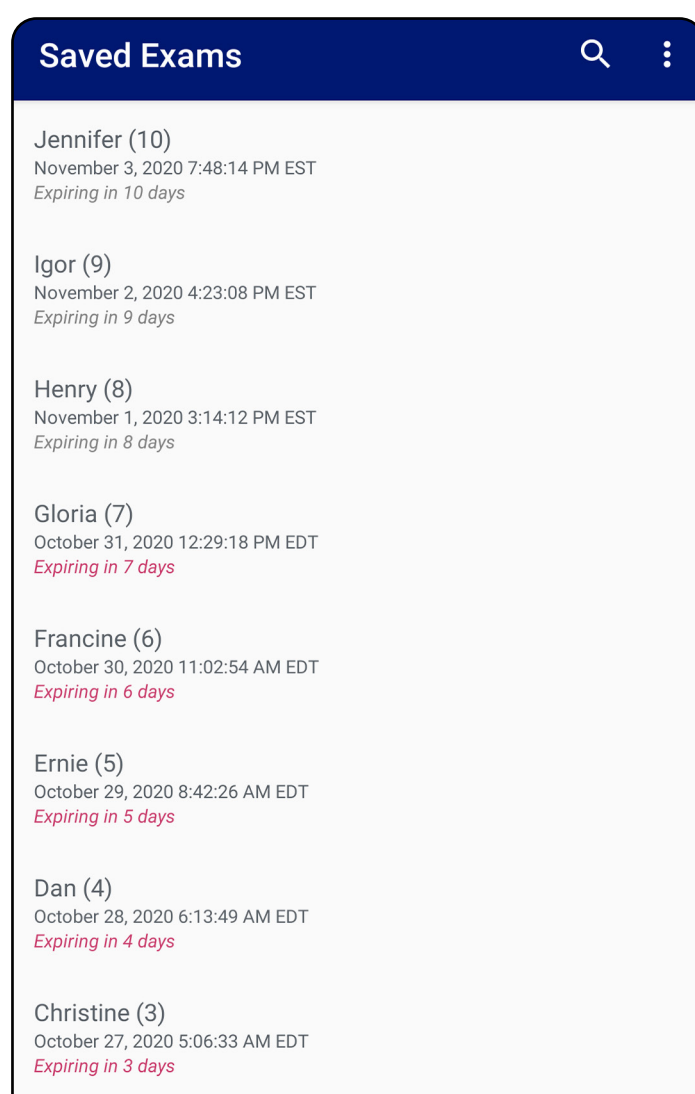 Saved Exams
Jennifer (10)
November 3, 2020 7:48:14 PM EST
Expiring in 10 days
Igor (9)
November 2, 2020 4:23:08 PM EST
Expiring in 9 days
Henry (8)
November 1, 2020 3:14:12 PM EST
Expiring in 8 days
Gloria (7)
October 31, 2020 12:29:18 PM EDT
Expiring in 7 days
Francine (6)
October 30, 2020 11:02:54 AM EDT
Expiring in 6 days
Ernie (5)
October 29, 2020 8:42:26 AM EDT
Expiring in 5 days
Dan (4)
October 28, 2020 6:13:49 AM EDT
Expiring in 4 days
Christine (3)
October 27, 2020 5:06:33 AM EDT
Expiring in 3 days